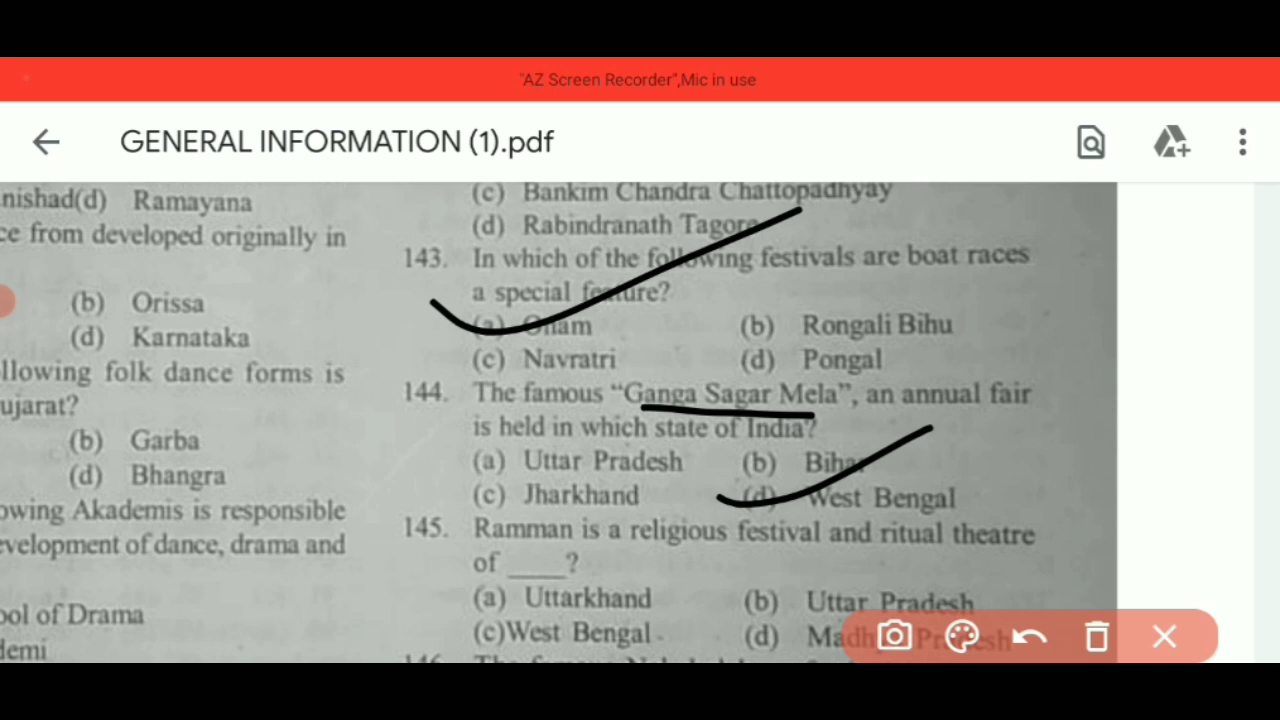 "AZ Screen Recorder",Mic in use
GENERAL INFORMATION (1).pdf
nishad(d) Ramayana
ce from developed originally in
(b) Orissa
(d) Karnataka
llowing folk dance forms is
ujarat?
(b) Garba
(d) Bhangra
owing Akademis is responsible
evelopment of dance, drama and
ool of Drama
demi
(c) Bankim Chandra Chattopadhyay
(d) Rabindranath Tagore
143. In which of the following festivals are boat races
a special feature?
(a) Onam (b) Rongali Bihu
(c) Navratri (d) Pongal
144. The famous “Ganga Sagar Mela”, an annual fair
is held in which state of India?
(a) Uttar Pradesh (b) Bihar
(c) Jharkhand (d) West Bengal
145. Ramman is a religious festival and ritual theatre
of ____?
(a) Uttarkhand (b) Uttar Pradesh
(c)West Bengal (d) Madhya Pradesh